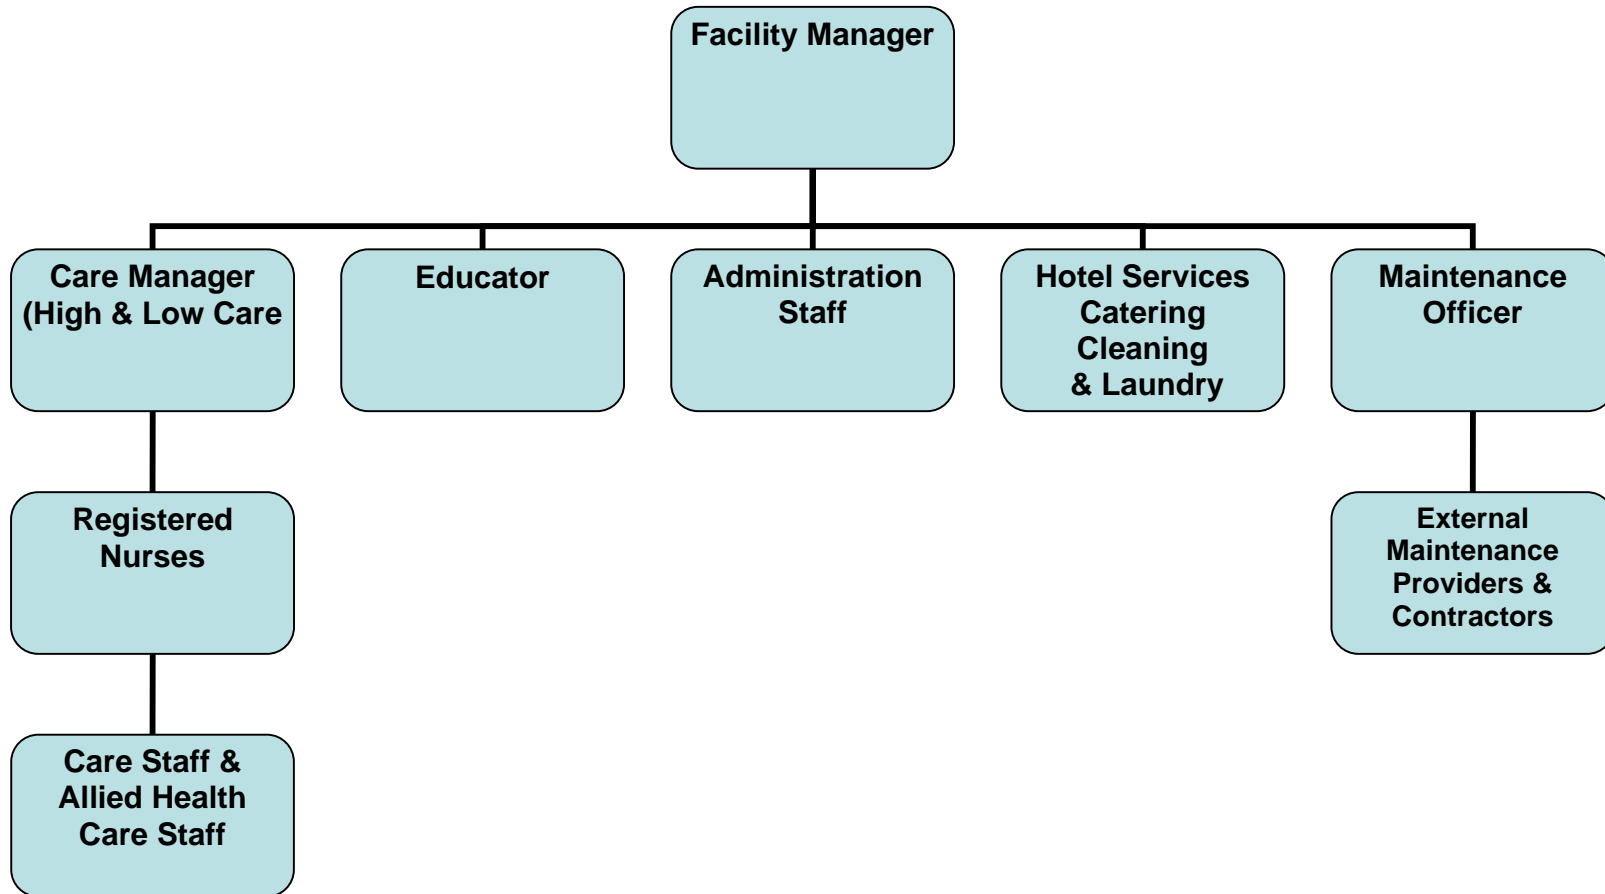 Facility Manager
Care Manager
(High & Low Care
Educator
Administration
Staff
Hotel Services
Catering
Cleaning
& Laundry
Maintenance
Officer
Registered
Nurses
External
Maintenance
Providers &
Contractors
Care Staff &
Allied Health
Care Staff